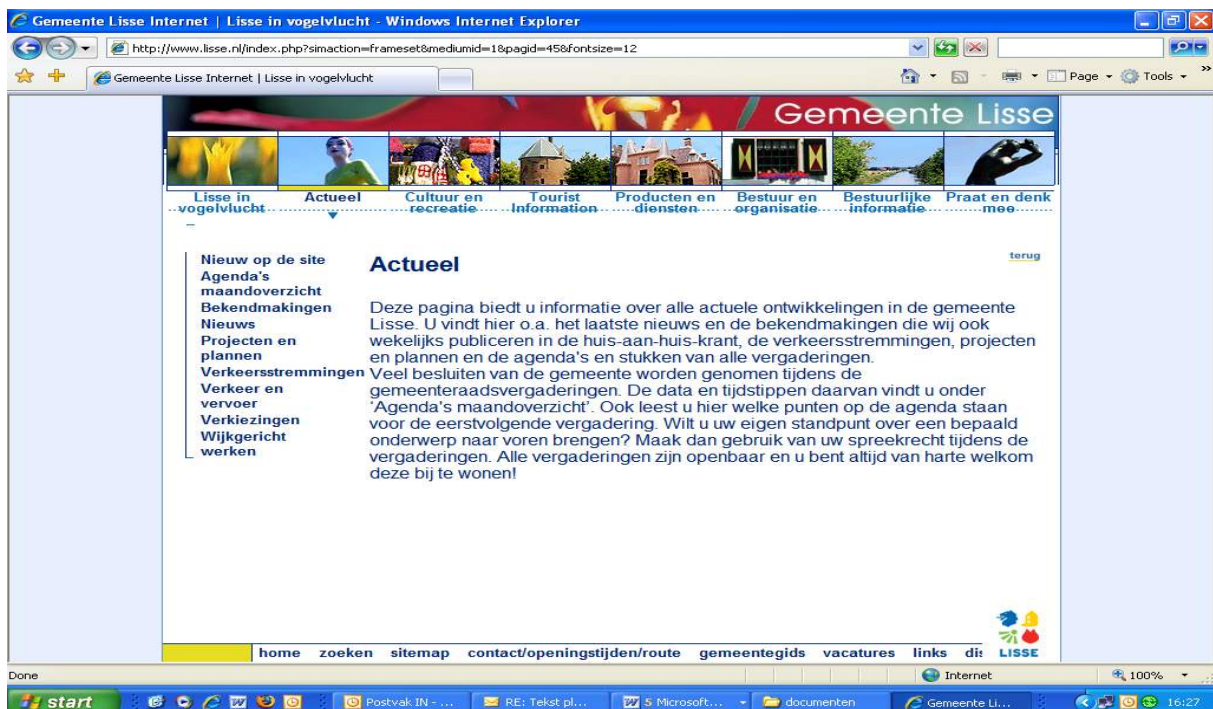 Gemeente Lisse Internet | Lisse in vogelvlucht - Windows Internet Explorer
http://www.lisse.nl/index.php?simaction=frameset&mediumid=1&pagid=45&fontsize=12
Gemeente Lisse Internet | Lisse in vogelvlucht
Page
Tools
Gemeente Lisse
Lisse in vogelvlucht
Actueel
Cultuur en recreatie
Tourist Information
Producten en diensten
Bestuur en organisatie
Bestuurlijke informatie
Praat en denk mee
Nieuw op de site
Agenda's
maandoverzicht
Bekendmakingen
Nieuws
Projecten en
plannen
Verkeersstremmingen
Verkeer en
vervoer
Verkiezingen
Wijkgericht
werken
Actueel
terug
Deze pagina biedt u informatie over alle actuele ontwikkelingen in de gemeente
Lisse. U vindt hier o.a. het laatste nieuws en de bekendmakingen die wij ook
wekelijks publiceren in de huis-aan-huis-krant, de verkeersstremmingen, projecten
en plannen en de agenda's en stukken van alle vergaderingen.
Veel besluiten van de gemeente worden genomen tijdens de
gemeenteraadsvergaderingen. De data en tijdstippen daarvan vindt u onder
‘Agenda's maandoverzicht’. Ook leest u hier welke punten op de agenda staan
voor de eerstvolgende vergadering. Wilt u uw eigen standpunt over een bepaald
onderwerp naar voren brengen? Maak dan gebruik van uw spreekrecht tijdens de
vergaderingen. Alle vergaderingen zijn openbaar en u bent altijd van harte welkom
deze bij te wonen!
home zoeken sitemap contact/openingstijden/route gemeentegids vacatures links di:
LISSE
Done
Internet
100%
start
Postvak IN - ...
RE: Tekst pl...
5 Microsoft...
documenten
Gemeente Li...
16:27